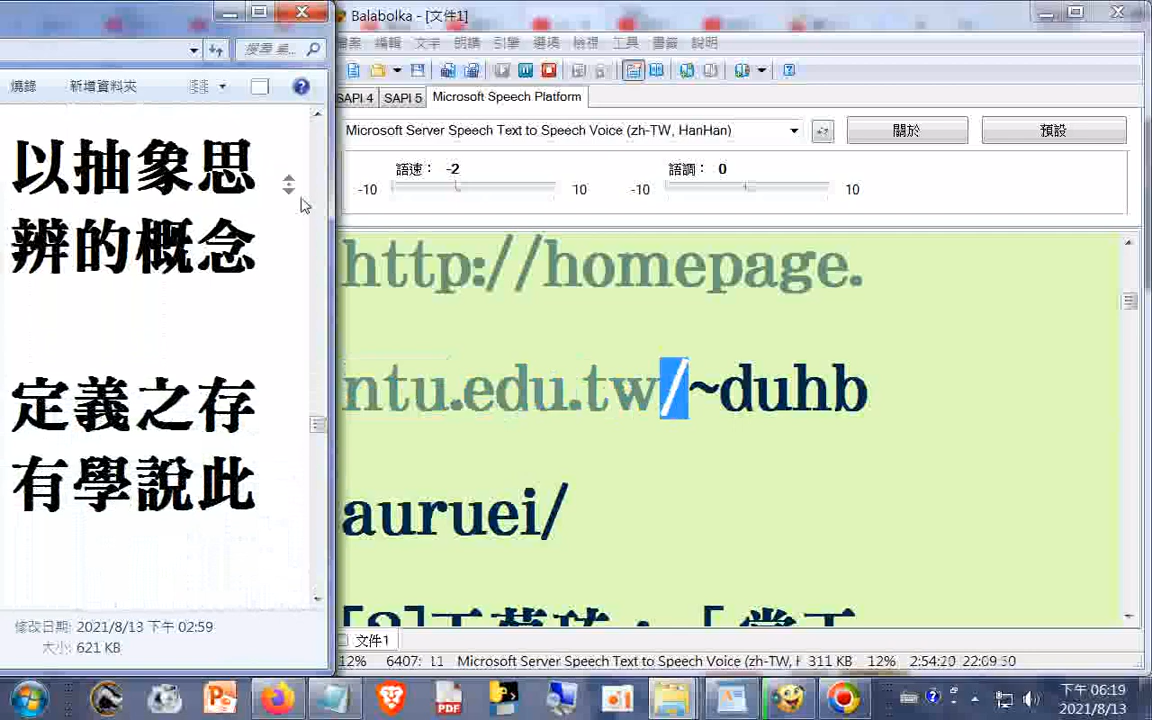 Balabolka - [文件1]
檔案 編輯 文字 朗讀 引擎 選項 檢視 工具 書籤 說明
搜尋
燒錄 新增資料夾
SAPI 4 SAPI 5 Microsoft Speech Platform
Microsoft Server Speech Text to Speech Voice (zh-TW, HanHan) 關於 預設
語速： -2 語調： 0
-10 10 -10 10
以抽象思
辨的概念
定義之存
有學說此
http://homepage.
ntu.edu.tw/~duhb
auruei/
修改日期: 2021/8/13 下午 02:59
大小: 621 KB
文件1
12% 6407: 11 Microsoft Server Speech Text to Speech Voice (zh-TW, H 311 KB 12% 2:54:20 22:09:50
PDF
下午 06:19
2021/8/13